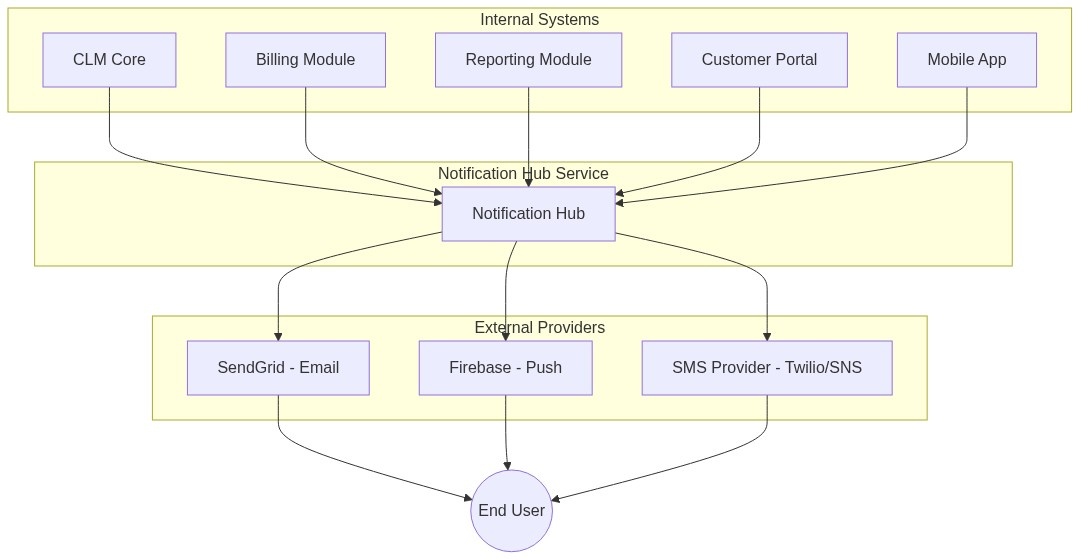 Internal Systems
CLM Core
Billing Module
Reporting Module
Customer Portal
Mobile App
Notification Hub Service
Notification Hub
External Providers
SendGrid - Email
Firebase - Push
SMS Provider - Twilio/SNS
End User